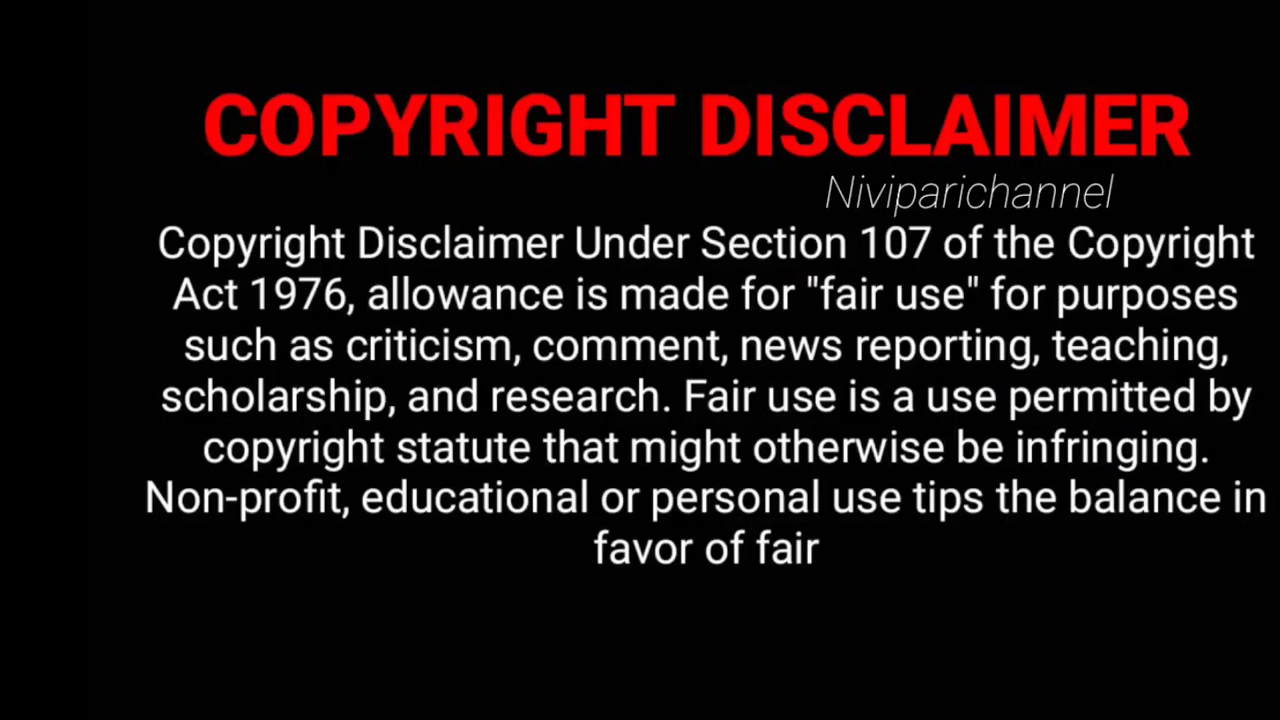 COPYRIGHT DISCLAIMER
Niviparichannel
Copyright Disclaimer Under Section 107 of the Copyright
Act 1976, allowance is made for "fair use" for purposes
such as criticism, comment, news reporting, teaching,
scholarship, and research. Fair use is a use permitted by
copyright statute that might otherwise be infringing.
Non-profit, educational or personal use tips the balance in
favor of fair